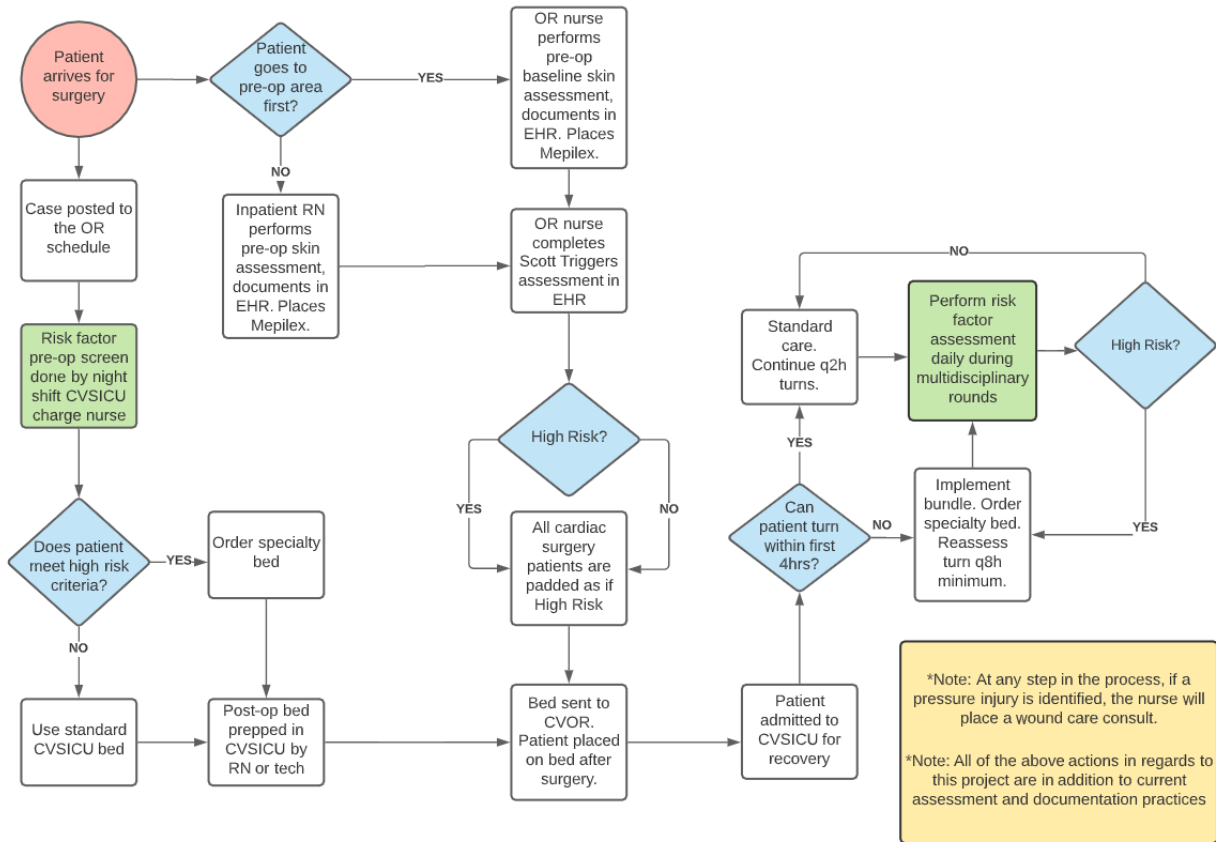 Patient
arrives for
surgery
Patient
goes to
pre-op area
first?
YES
OR nurse
performs
pre-op
baseline skin
assessment,
documents in
EHR. Places
Mepilex.
NO
Case posted to
the OR
schedule
Inpatient RN
performs
pre-op skin
assessment,
documents in
EHR. Places
Mepilex.
OR nurse
completes
Scott Triggers
assessment in
EHR
Risk factor
pre-op screen
done by night
shift CVSICU
charge nurse
High Risk?
YES
NO
Does patient
meet high risk
criteria?
YES
Order specialty
bed
All cardiac
surgery
patients are
padded as if
High Risk
NO
Use standard
CVSICU bed
Post-op bed
prepped in
CVSICU by
RN or tech
Bed sent to
CVOR.
Patient placed
on bed after
surgery.
Patient
admitted to
CVSICU for
recovery
Can
patient turn
within first
4hrs?
YES
NO
Standard
care.
Continue q2h
turns.
Implement
bundle. Order
specialty bed.
Reassess
turn q8h
minimum.
Perform risk
factor
assessment
daily during
multidisciplinary
rounds
High Risk?
NO
YES
*Note: At any step in the process, if a
pressure injury is identified, the nurse will
place a wound care consult.
*Note: All of the above actions in regards to
this project are in addition to current
assessment and documentation practices